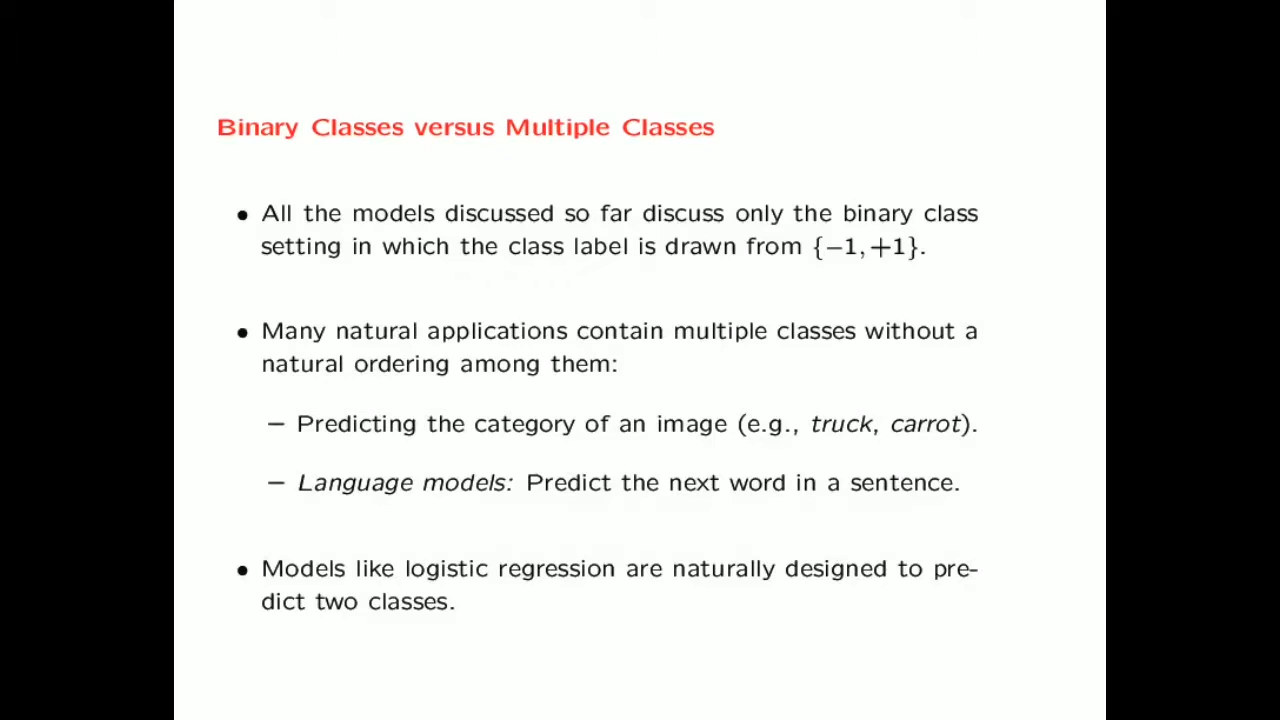 Binary Classes versus Multiple Classes
• All the models discussed so far discuss only the binary class
setting in which the class label is drawn from {−1, +1}.
• Many natural applications contain multiple classes without a
natural ordering among them:
– Predicting the category of an image (e.g., truck, carrot).
– Language models: Predict the next word in a sentence.
• Models like logistic regression are naturally designed to pre-
dict two classes.